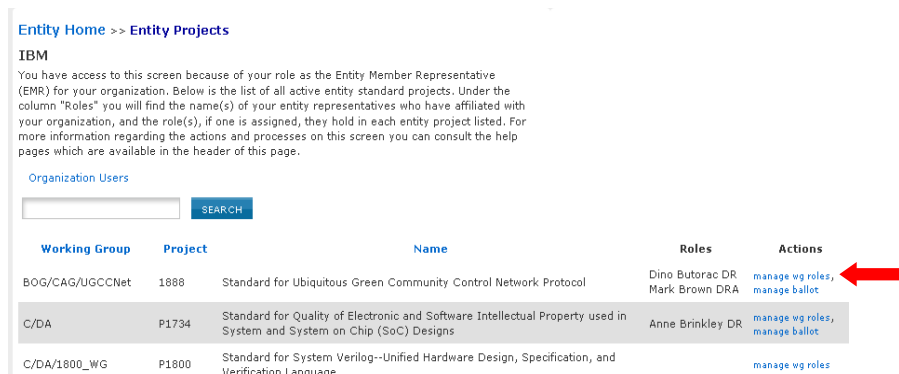 Entity Home >> Entity Projects
IBM
You have access to this screen because of your role as the Entity Member Representative
(EMR) for your organization. Below is the list of all active entity standard projects. Under the
column "Roles" you will find the name(s) of your entity representatives who have affiliated with
your organization, and the role(s), if one is assigned, they hold in each entity project listed. For
more information regarding the actions and processes on this screen you can consult the help
pages which are available in the header of this page.
Organization Users
SEARCH
Working Group Project Name Roles Actions
BOG/CAG/UGCCNet 1888 Standard for Ubiquitous Green Community Control Network Protocol Dino Butorac DR manage wg roles,
Mark Brown DRA manage ballot
C/DA P1734 Standard for Quality of Electronic and Software Intellectual Property used in Anne Brinkley DR manage wg roles,
System and System on Chip (SoC) Designs manage ballot
C/DA/1800_WG P1800 Standard for System Verilog--Unified Hardware Design, Specification, and manage wg roles
Verification Language